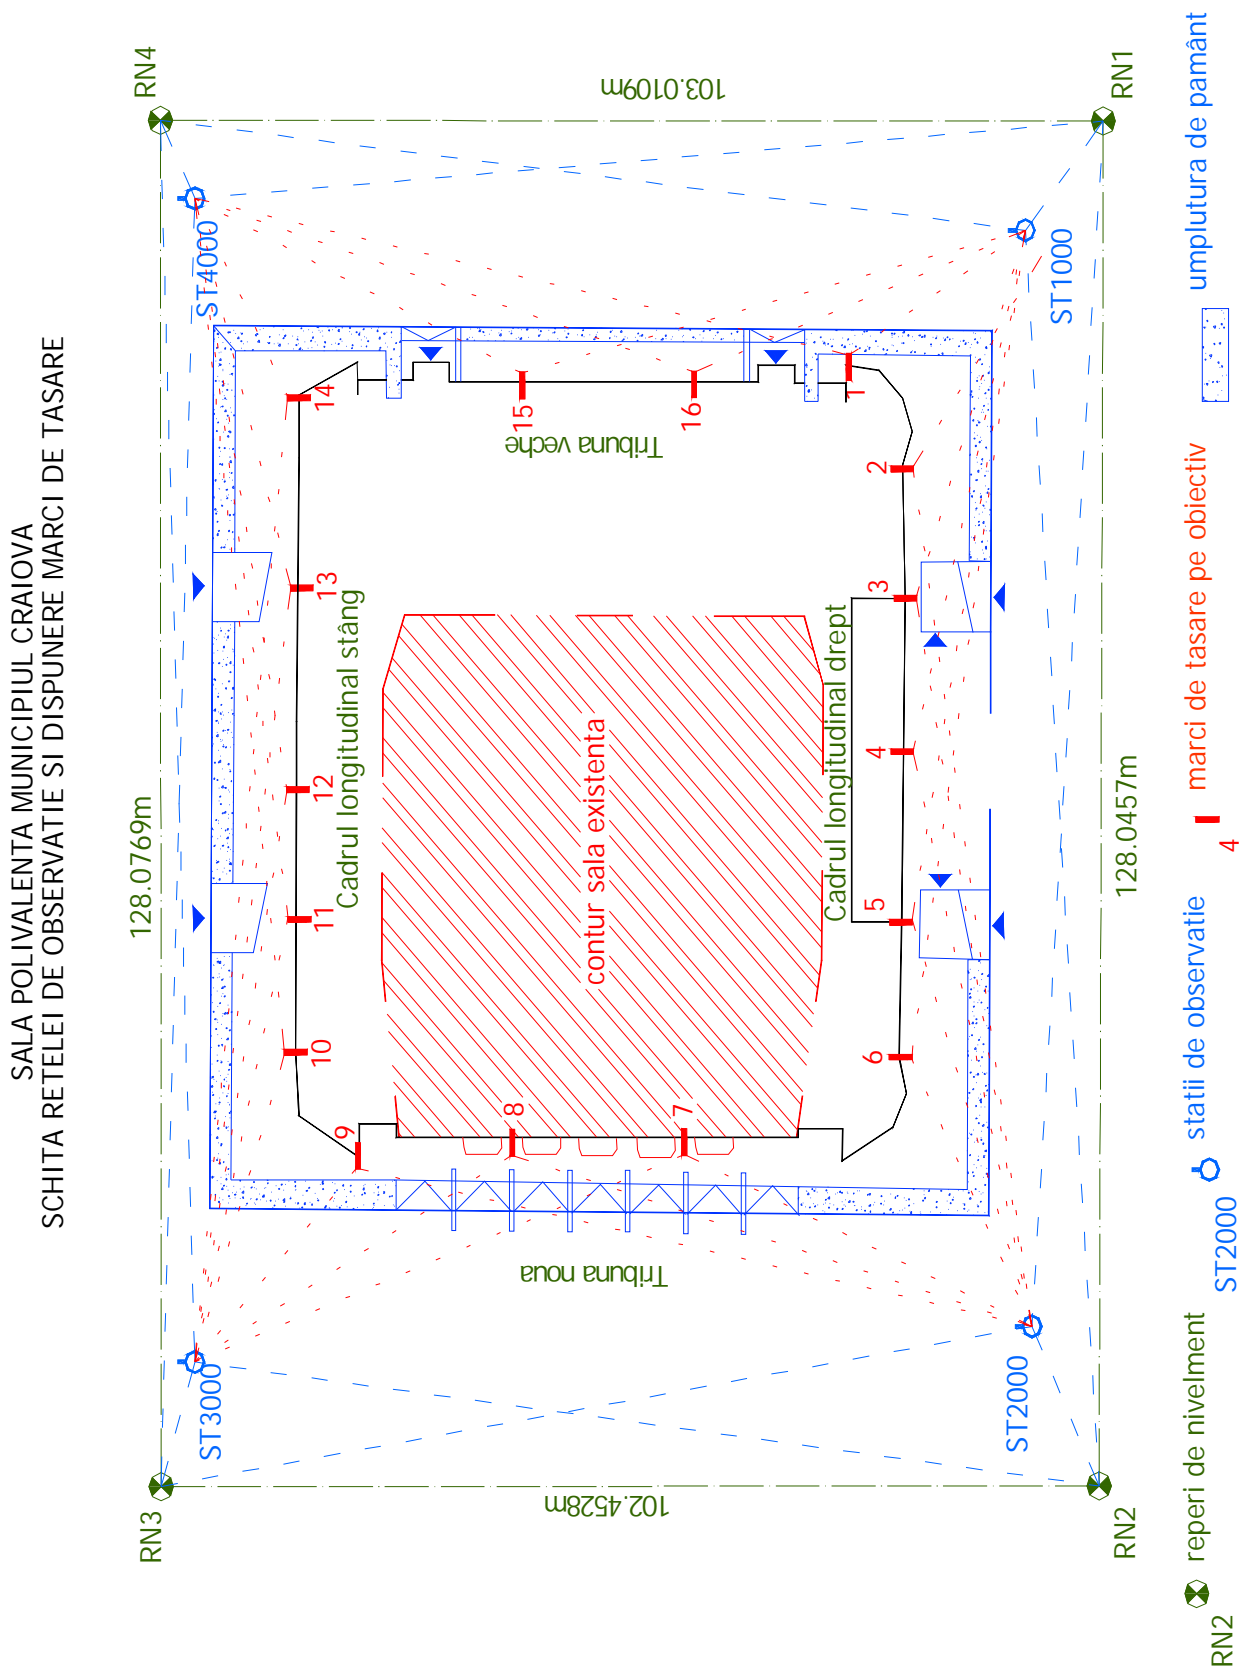 SALA POLIVALENTA MUNICIPIUL CRAIOVA
SCHITA RETELEI DE OBSERVATIE SI DISPUNERE MARCI DE TASARE
RN3
128.0769m
RN4
ST3000
ST4000
10
11
12
13
14
Cadrul longitudinal stâng
9
8
7
102.4528m
Tribuna noua
contur sala existenta
Tribuna veche
15
16
103.0109m
Cadrul longitudinal drept
6
5
4
3
2
1
ST2000
ST1000
RN2
128.0457m
RN1
RN2
reperi de nivelment
ST2000
statii de observatie
4
marci de tasare pe obiectiv
umplutura de pamânt